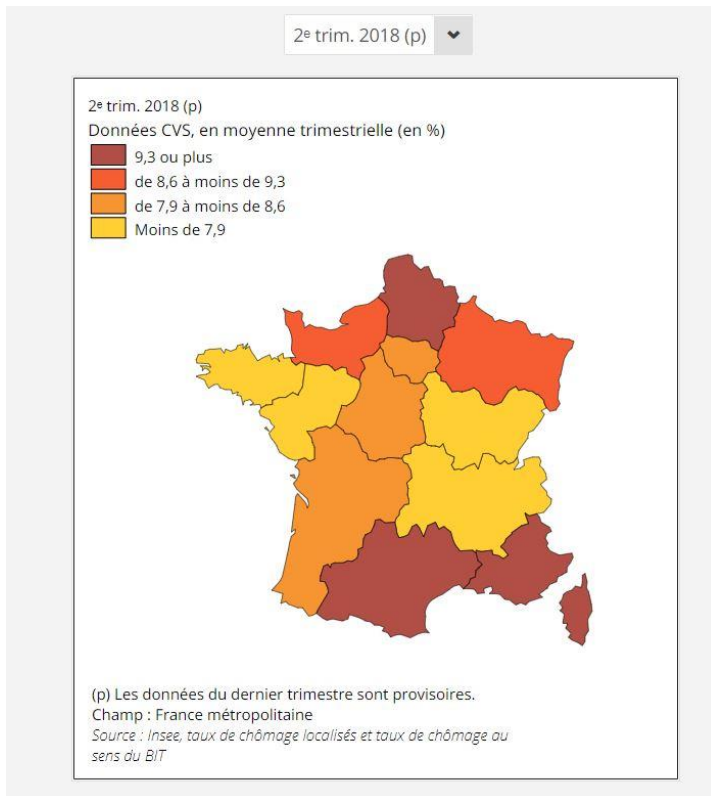 2ᵉ trim. 2018 (p)
2ᵉ trim. 2018 (p)
Données CVS, en moyenne trimestrielle (en %)
9,3 ou plus
de 8,6 à moins de 9,3
de 7,9 à moins de 8,6
Moins de 7,9
(p) Les données du dernier trimestre sont provisoires.
Champ : France métropolitaine
Source : Insee, taux de chômage localisés et taux de chômage au
sens du BIT